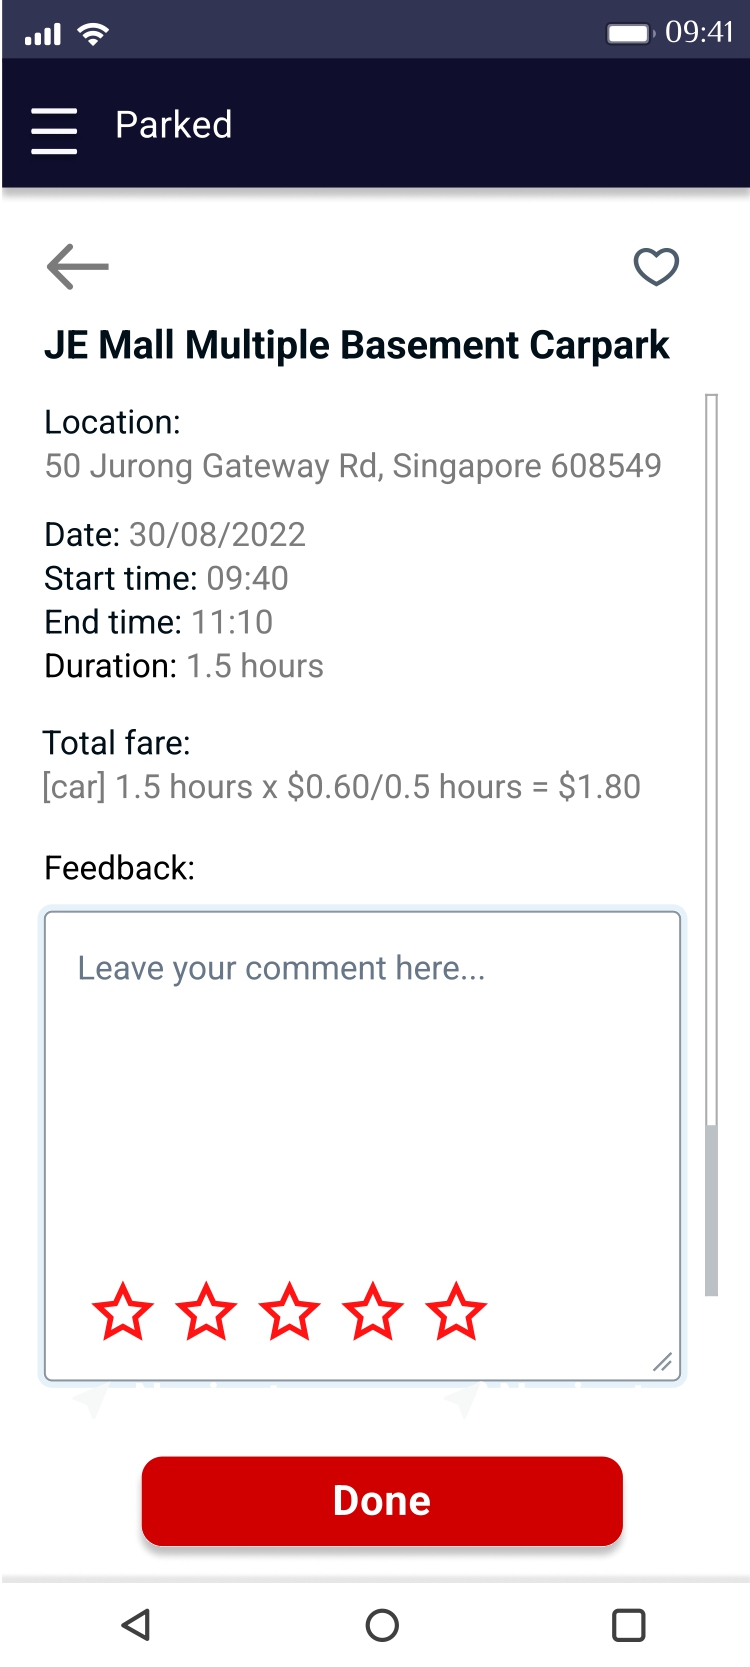 09:41
Parked
JE Mall Multiple Basement Carpark
Location:
50 Jurong Gateway Rd, Singapore 608549
Date: 30/08/2022
Start time: 09:40
End time: 11:10
Duration: 1.5 hours
Total fare:
[car] 1.5 hours x $0.60/0.5 hours = $1.80
Feedback:
Leave your comment here...
Done